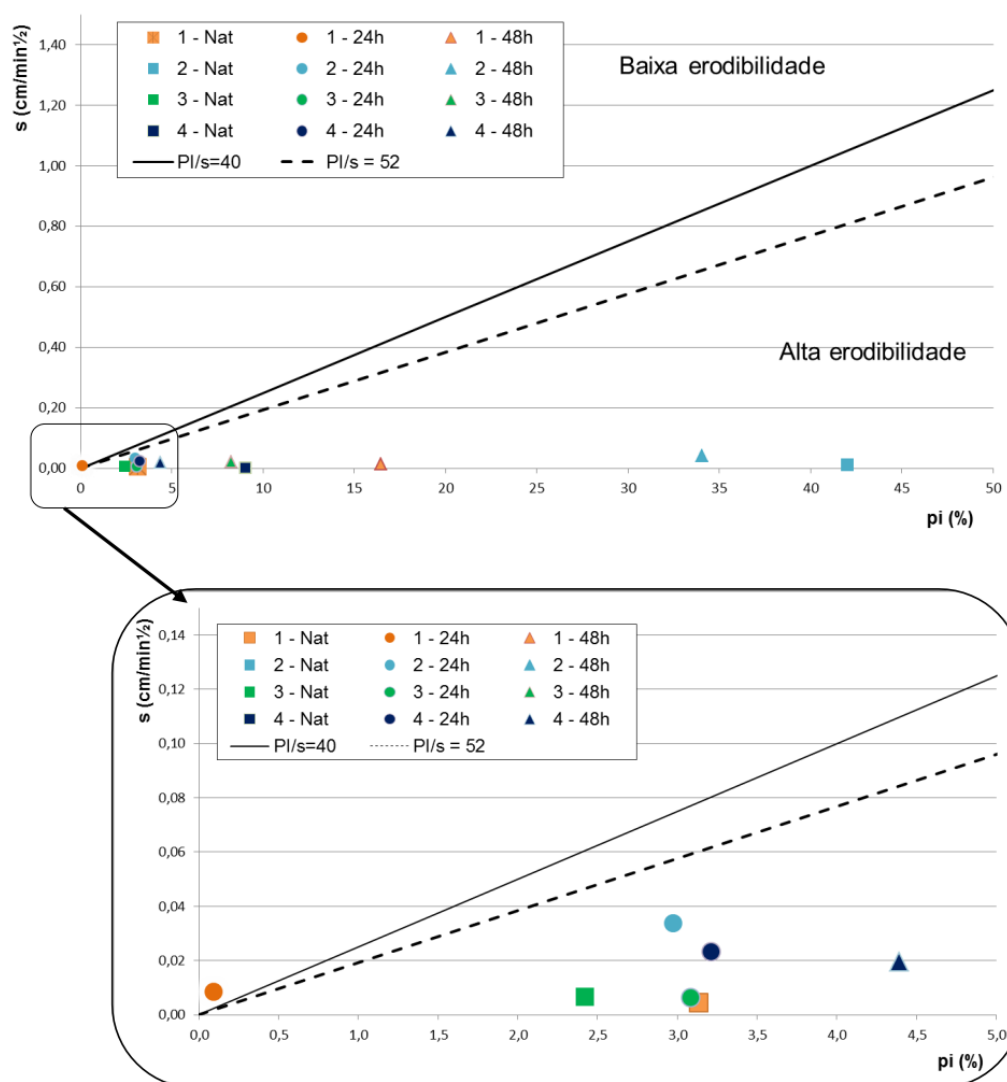 s (cm/min½)
1,40
1,20
1,00
0,80
0,60
0,40
0,20
0,00
1 - Nat 1 - 24h 1 - 48h
2 - Nat 2 - 24h 2 - 48h
3 - Nat 3 - 24h 3 - 48h
4 - Nat 4 - 24h 4 - 48h
PI/s=40 PI/s = 52
Baixa erodibilidade
Alta erodibilidade
0 5 10 15 20 25 30 35 40 45 50
pi (%)
s (cm/min½)
0,14
0,12
0,10
0,08
0,06
0,04
0,02
0,00
1 - Nat 1 - 24h 1 - 48h
2 - Nat 2 - 24h 2 - 48h
3 - Nat 3 - 24h 3 - 48h
4 - Nat 4 - 24h 4 - 48h
PI/s=40 PI/s = 52
0,0 0,5 1,0 1,5 2,0 2,5 3,0 3,5 4,0 4,5 5,0
pi (%)